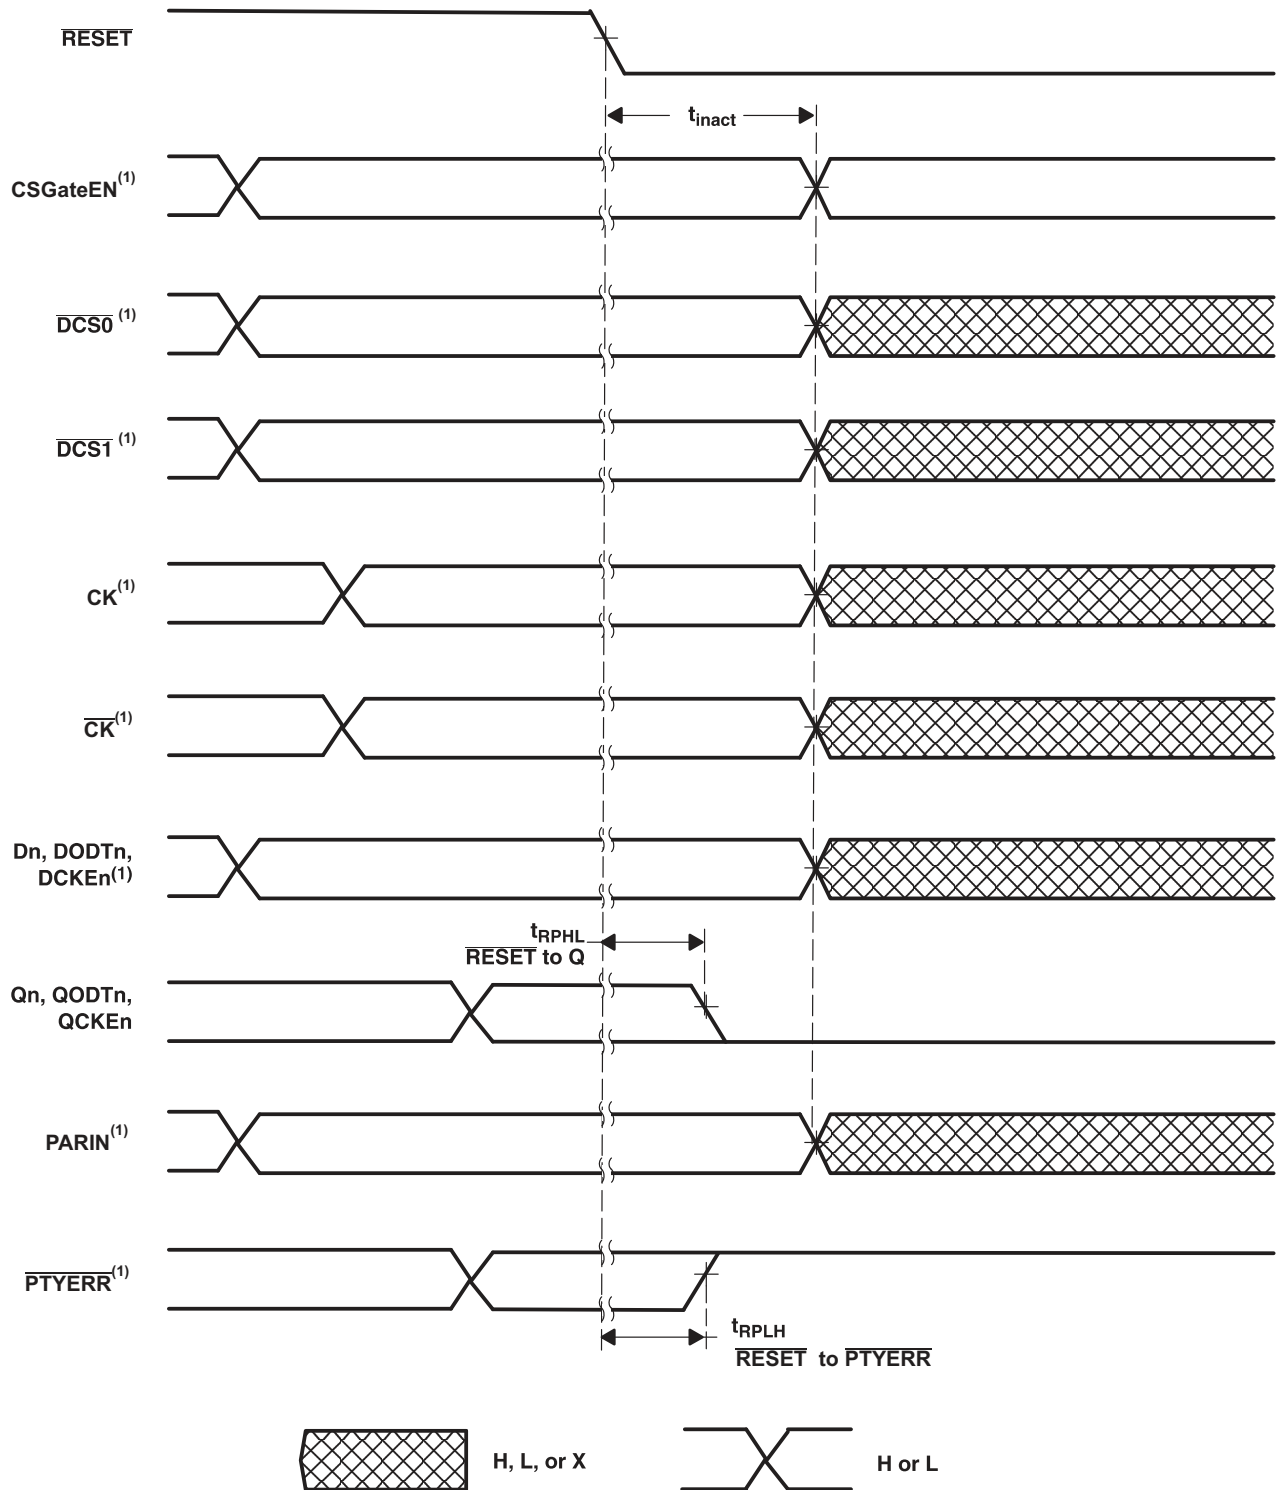 RESET
tinact
CSGateEN(1)
DCS0 (1)
DCS1 (1)
CK(1)
CK(1)
Dn, DODTn,
DCKEn(1)
tRPHL
RESET to Q
Qn, QODTn,
QCKEn
PARIN(1)
PTYERR(1)
tRPLH
RESET to PTYERR
H, L, or X
H or L